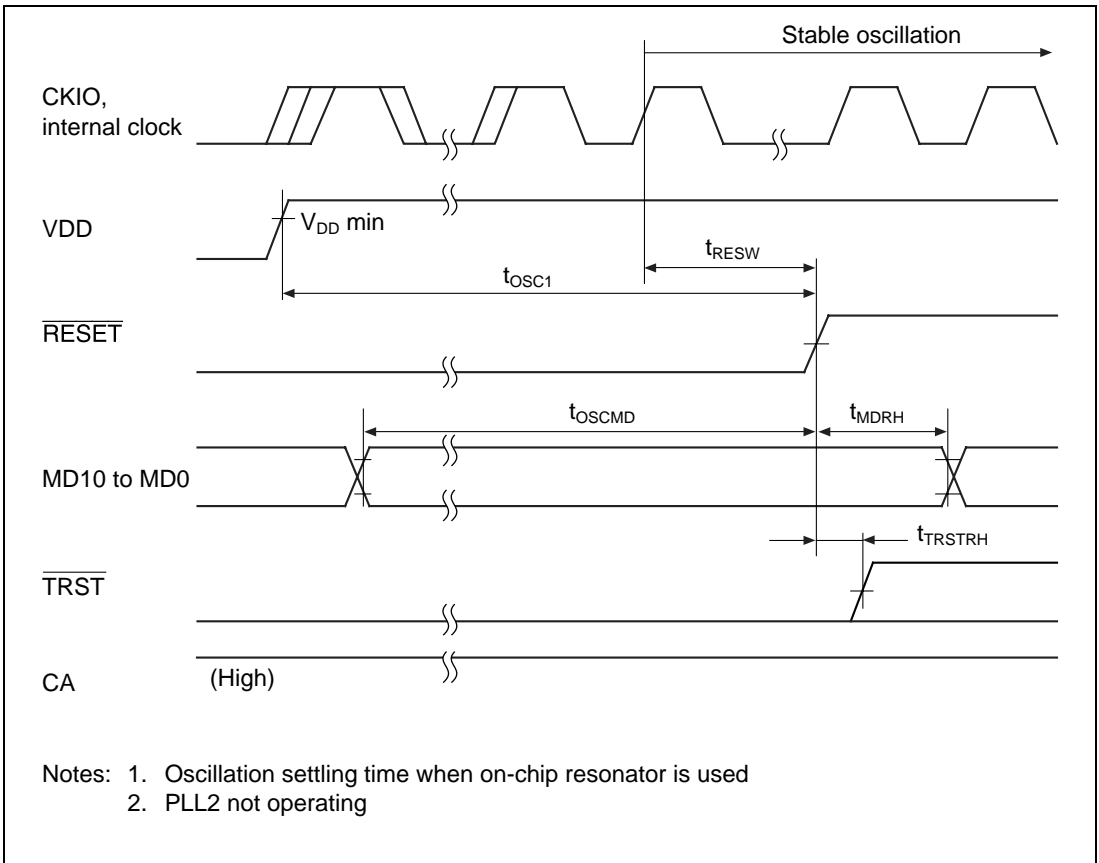 Stable oscillation
CKIO,
internal clock
VDD
VDD min
tRESW
tOSC1
RESET
tOSCMD
tMDRH
MD10 to MD0
tTRSTRH
TRST
CA
(High)
Notes: 1. Oscillation settling time when on-chip resonator is used
2. PLL2 not operating